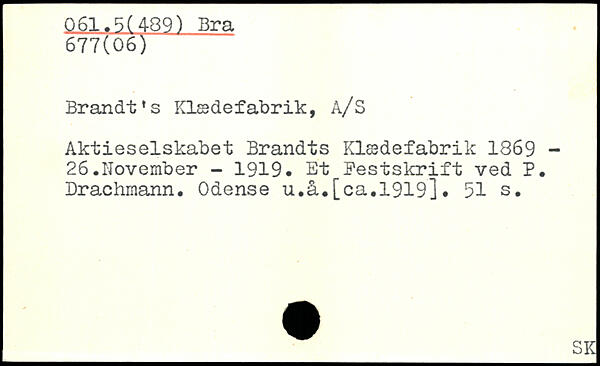 061.5(489) Bra
677(06)
Brandt's Klædefabrik, A/S
Aktieselskabet Brandts Klædefabrik 1869 -
26.November - 1919. Et Festskrift ved P.
Drachmann. Odense u.å.[ca.1919]. 51 s.
SK